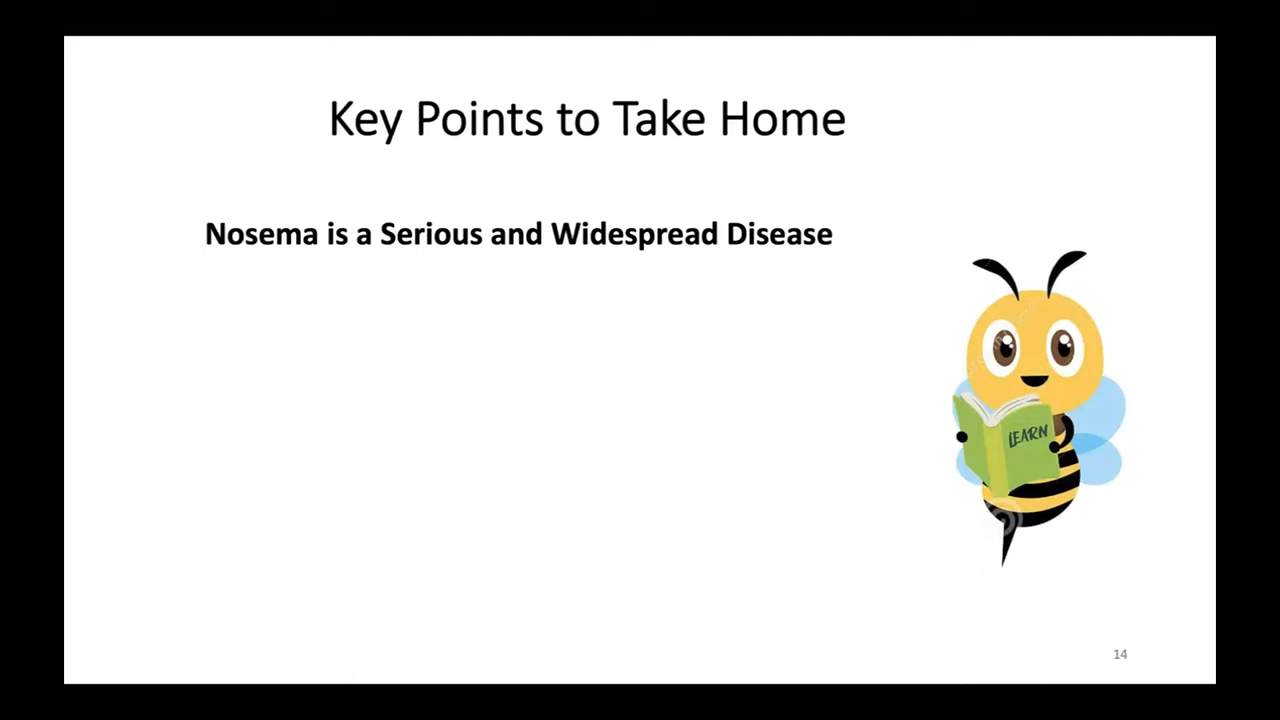 Key Points to Take Home
Nosema is a Serious and Widespread Disease
LEARN
14